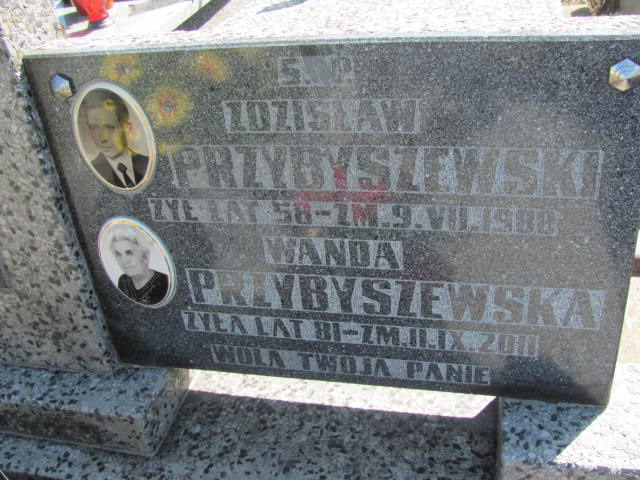 Ś. P.
ZDZISŁAW
PRZYBYSZEWSKI
ŻYŁ LAT 58-ZM.9.VII.1988
WANDA
PRZYBYSZEWSKA
ŻYŁA LAT 81-ZM.11.IX.2011
WOLA TWOJA PANIE